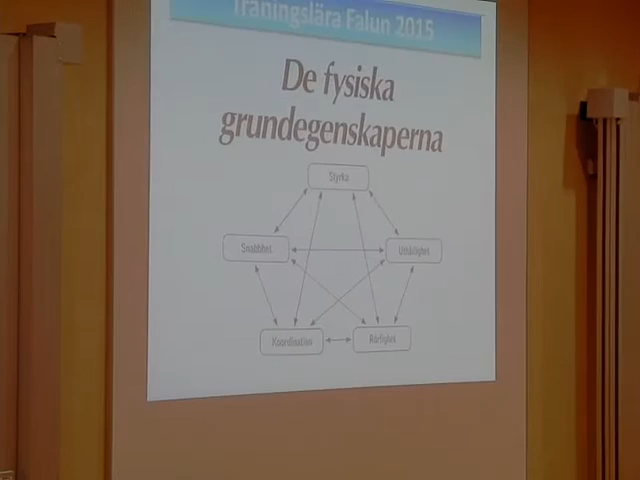 Träningslära Falun 2015
De fysiska
grundegenskaperna
Styrka
Snabbhet
Uthållighet
Koordination
Rörlighet